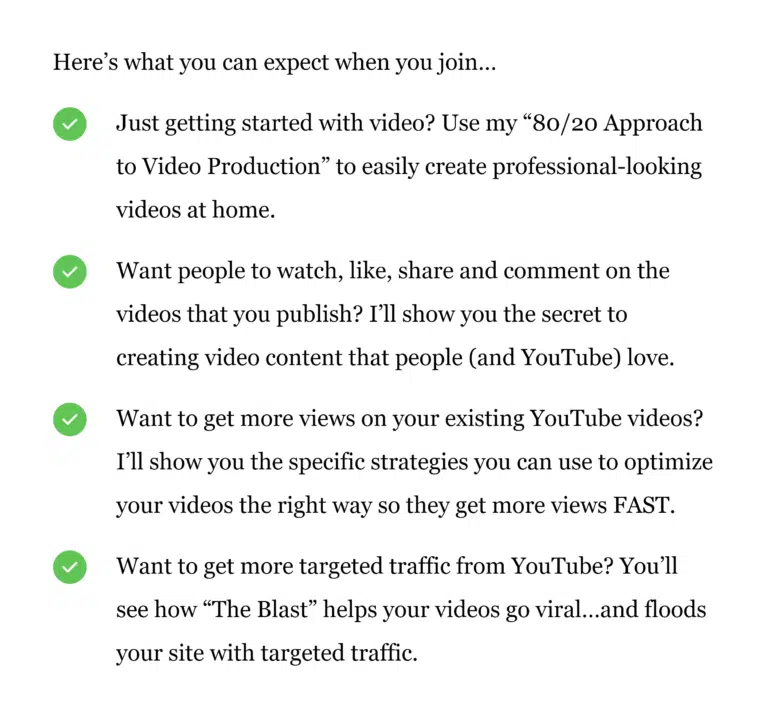 Here’s what you can expect when you join...
Just getting started with video? Use my “80/20 Approach
to Video Production” to easily create professional-looking
videos at home.
Want people to watch, like, share and comment on the
videos that you publish? I’ll show you the secret to
creating video content that people (and YouTube) love.
Want to get more views on your existing YouTube videos?
I’ll show you the specific strategies you can use to optimize
your videos the right way so they get more views FAST.
Want to get more targeted traffic from YouTube? You’ll
see how “The Blast” helps your videos go viral...and floods
your site with targeted traffic.